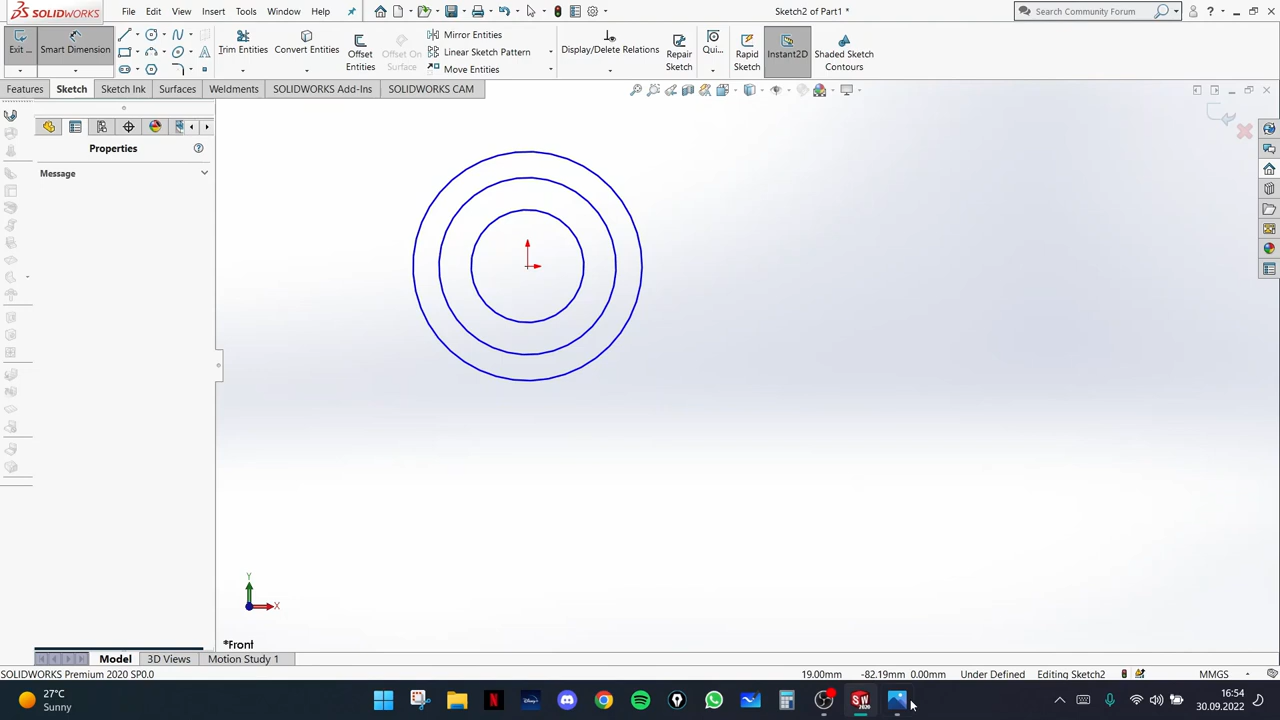 SOLIDWORKS
File
Edit
View
Insert
Tools
Window
Help
Sketch2 of Part1 *
Search Community Forum
?
Exit ...
Smart Dimension
Trim Entities
Convert Entities
Offset
Entities
Offset On
Surface
Mirror Entities
Linear Sketch Pattern
Move Entities
Display/Delete Relations
Repair
Sketch
Qui...
Rapid
Sketch
Instant2D
Shaded Sketch
Contours
Features
Sketch
Sketch Ink
Surfaces
Weldments
SOLIDWORKS Add-Ins
SOLIDWORKS CAM
Properties
?
Message
Y
X
*Front
Model
3D Views
Motion Study 1
SOLIDWORKS Premium 2020 SP0.0
19.00mm
-82.19mm 0.00mm
Under Defined
Editing Sketch2
MMGS
27°C
Sunny
16:54
30.09.2022